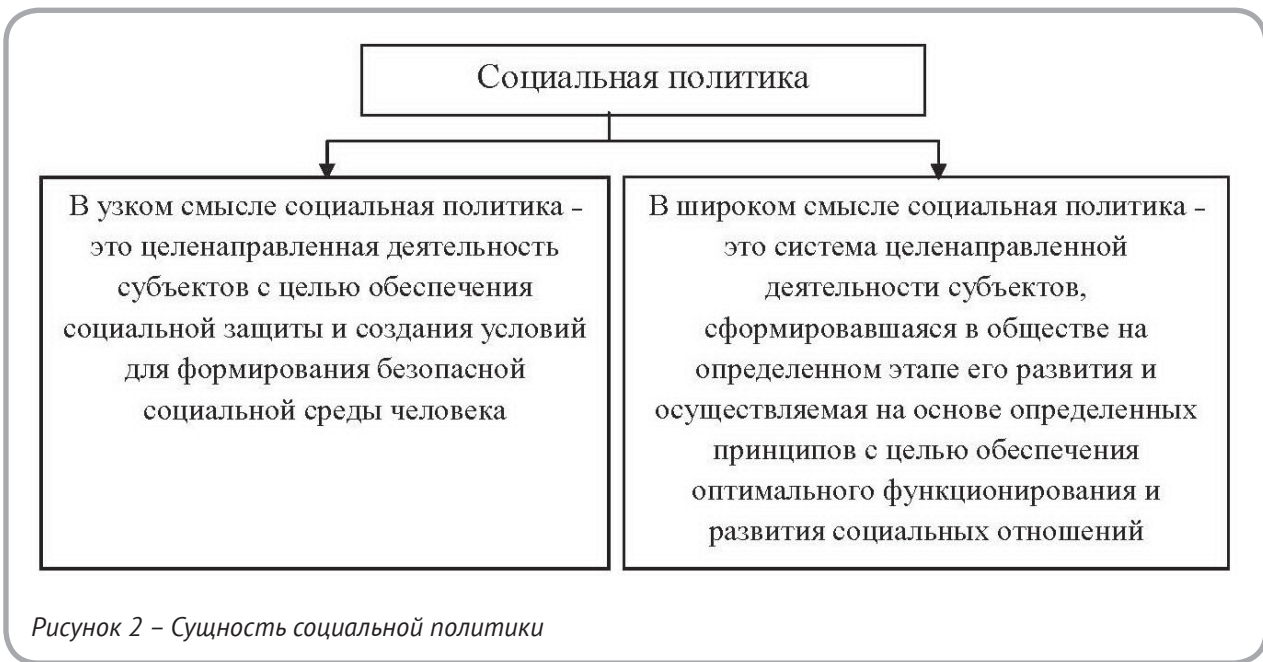 Социальная политика
В узком смысле социальная политика –
это целенаправленная деятельность
субъектов с целью обеспечения
социальной защиты и создания условий
для формирования безопасной
социальной среды человека
В широком смысле социальная политика –
это система целенаправленной
деятельности субъектов,
сформировавшаяся в обществе на
определенном этапе его развития и
осуществляемая на основе определенных
принципов с целью обеспечения
оптимального функционирования и
развития социальных отношений
Рисунок 2 – Сущность социальной политики